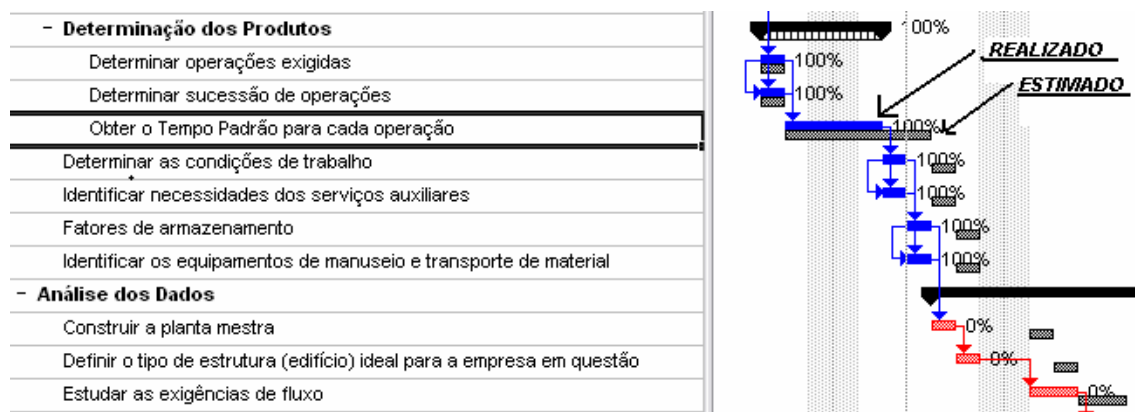 - Determinação dos Produtos
100%
REALIZADO
Determinar operações exigidas
100%
ESTIMADO
Determinar sucessão de operações
100%
Obter o Tempo Padrão para cada operação
100%
Determinar as condições de trabalho
100%
Identificar necessidades dos serviços auxiliares
100%
Fatores de armazenamento
100%
Identificar os equipamentos de manuseio e transporte de material
100%
- Análise dos Dados
Construir a planta mestra
0%
Definir o tipo de estrutura (edifício) ideal para a empresa em questão
0%
Estudar as exigências de fluxo
0%